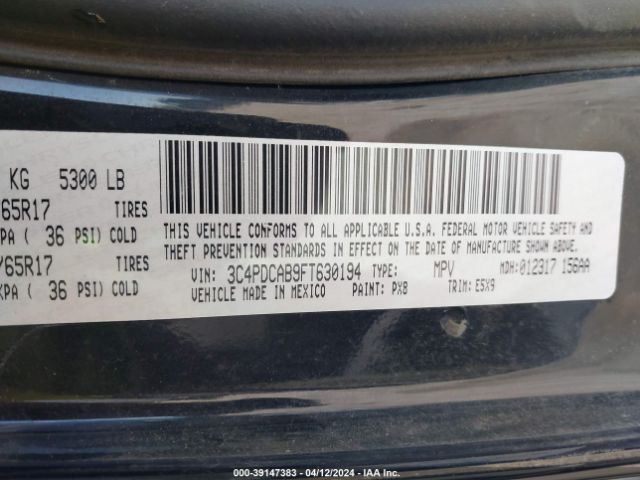 KG 5300 LB
65R17 TIRES
PA ( 36 PSI) COLD
/65R17 TIRES
KPA ( 36 PSI) COLD
THIS VEHICLE CONFORMS TO ALL APPLICABLE U.S.A. FEDERAL MOTOR VEHICLE SAFETY AND
THEFT PREVENTION STANDARDS IN EFFECT ON THE DATE OF MANUFACTURE SHOWN ABOVE.
VIN: 3C4PDCAB9FT630194 TYPE: MPV MDH:012317 156AA
VEHICLE MADE IN MEXICO PAINT: PX8 TRIM: E5X9
000-39147383 - 04/12/2024 - IAA Inc.